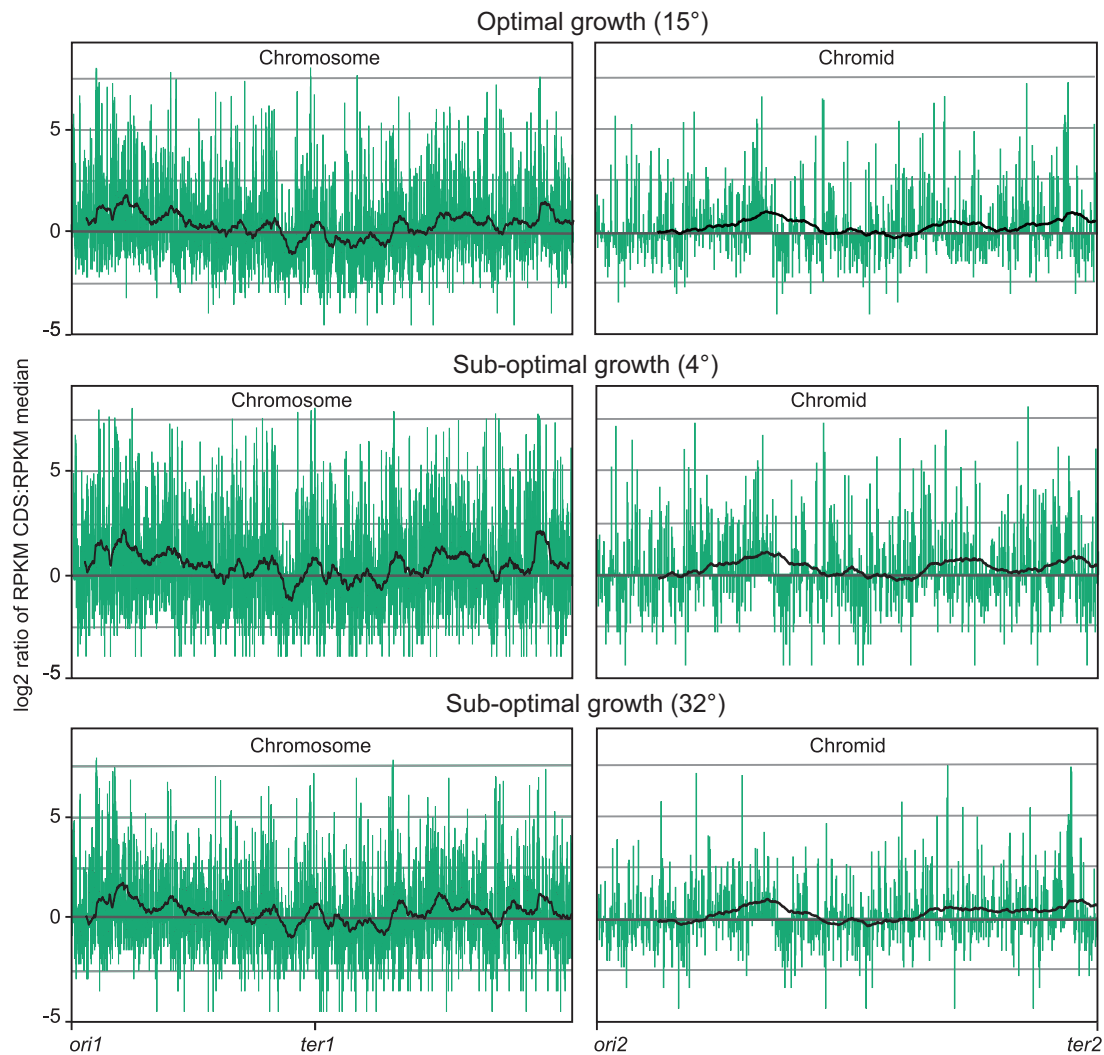 Optimal growth (15°)
Chromosome
Chromid
5
0
-5
Sub-optimal growth (4°)
Chromosome
Chromid
5
0
-5
log2 ratio of RPKM CDS:RPKM median
Sub-optimal growth (32°)
Chromosome
Chromid
5
0
-5
ori1
ter1
ori2
ter2